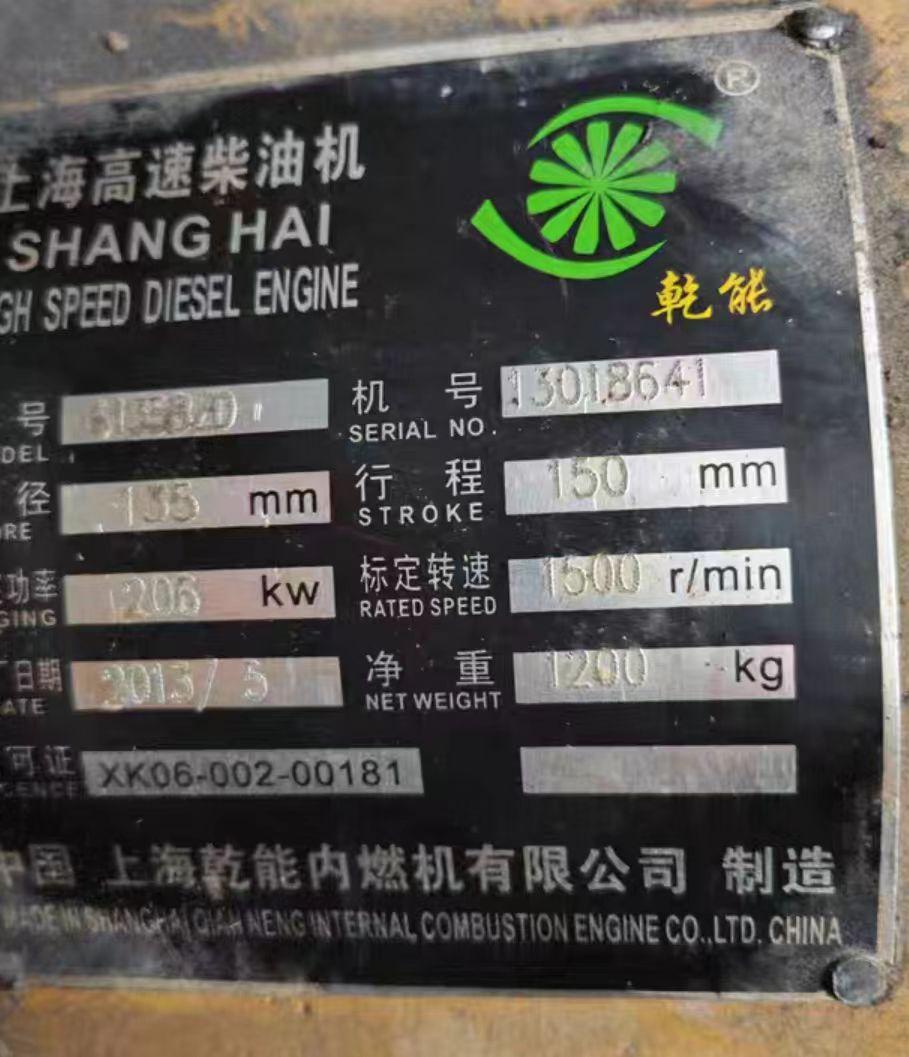 上海高速柴油机
®
SHANG HAI
GH SPEED DIESEL ENGINE
乾能
号 机号 13018641
DEL SERIAL NO.
径 135 mm 行程 150 mm
ORE STROKE
功率 206 kw 标定转速 1500 r/min
GING RATED SPEED
日期 2013/ 5 净重 1200 kg
ATE NET WEIGHT
可证 XK06-002-00181
CENCE
中国 上海乾能内燃机有限公司 制造
MADE IN SHANGHAI QIAN NENG INTERNAL COMBUSTION ENGINE CO.,LTD. CHINA